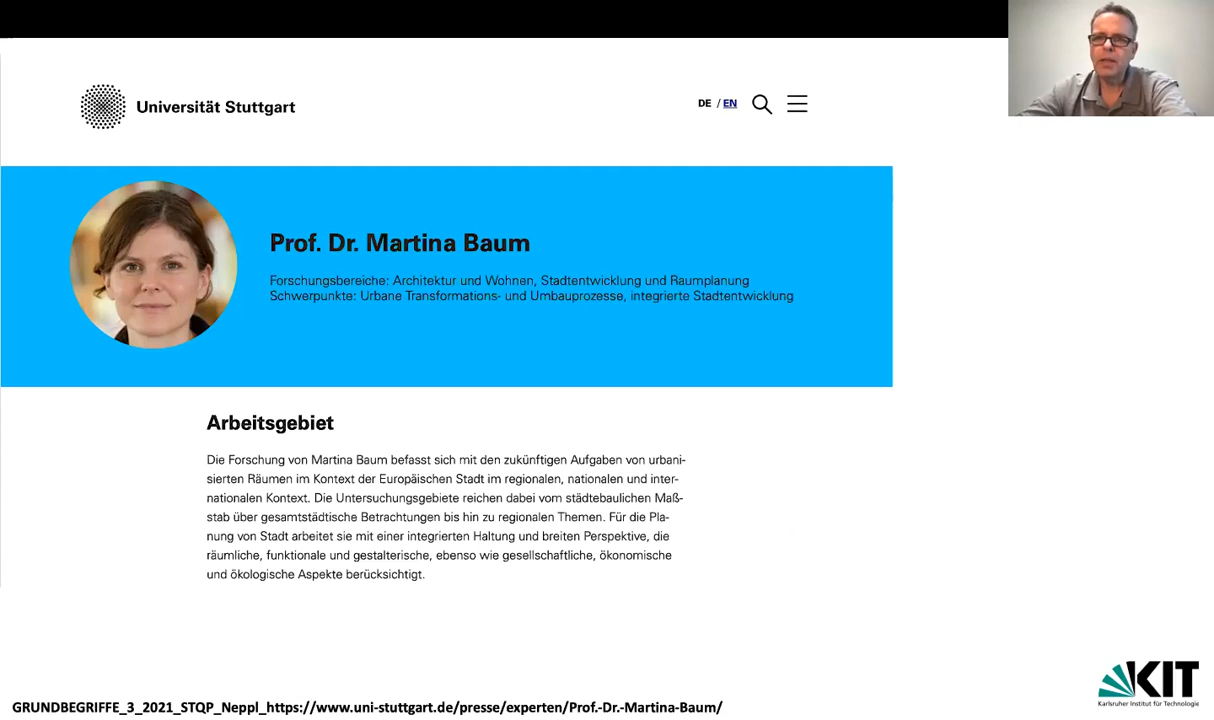 Universität Stuttgart
DE / EN
Prof. Dr. Martina Baum
Forschungsbereiche: Architektur und Wohnen, Stadtentwicklung und Raumplanung
Schwerpunkte: Urbane Transformations- und Umbauprozesse, integrierte Stadtentwicklung
Arbeitsgebiet
Die Forschung von Martina Baum befasst sich mit den zukünftigen Aufgaben von urbani-
sierten Räumen im Kontext der Europäischen Stadt im regionalen, nationalen und inter-
nationalen Kontext. Die Untersuchungsgebiete reichen dabei vom städtebaulichen Maß-
stab über gesamtstädtische Betrachtungen bis hin zu regionalen Themen. Für die Pla-
nung von Stadt arbeitet sie mit einer integrierten Haltung und breiten Perspektive, die
räumliche, funktionale und gestalterische, ebenso wie gesellschaftliche, ökonomische
und ökologische Aspekte berücksichtigt.
KIT
Karlsruher Institut für Technologie
GRUNDBEGRIFFE_3_2021_STQP_Neppl_https://www.uni-stuttgart.de/presse/experten/Prof.-Dr.-Martina-Baum/